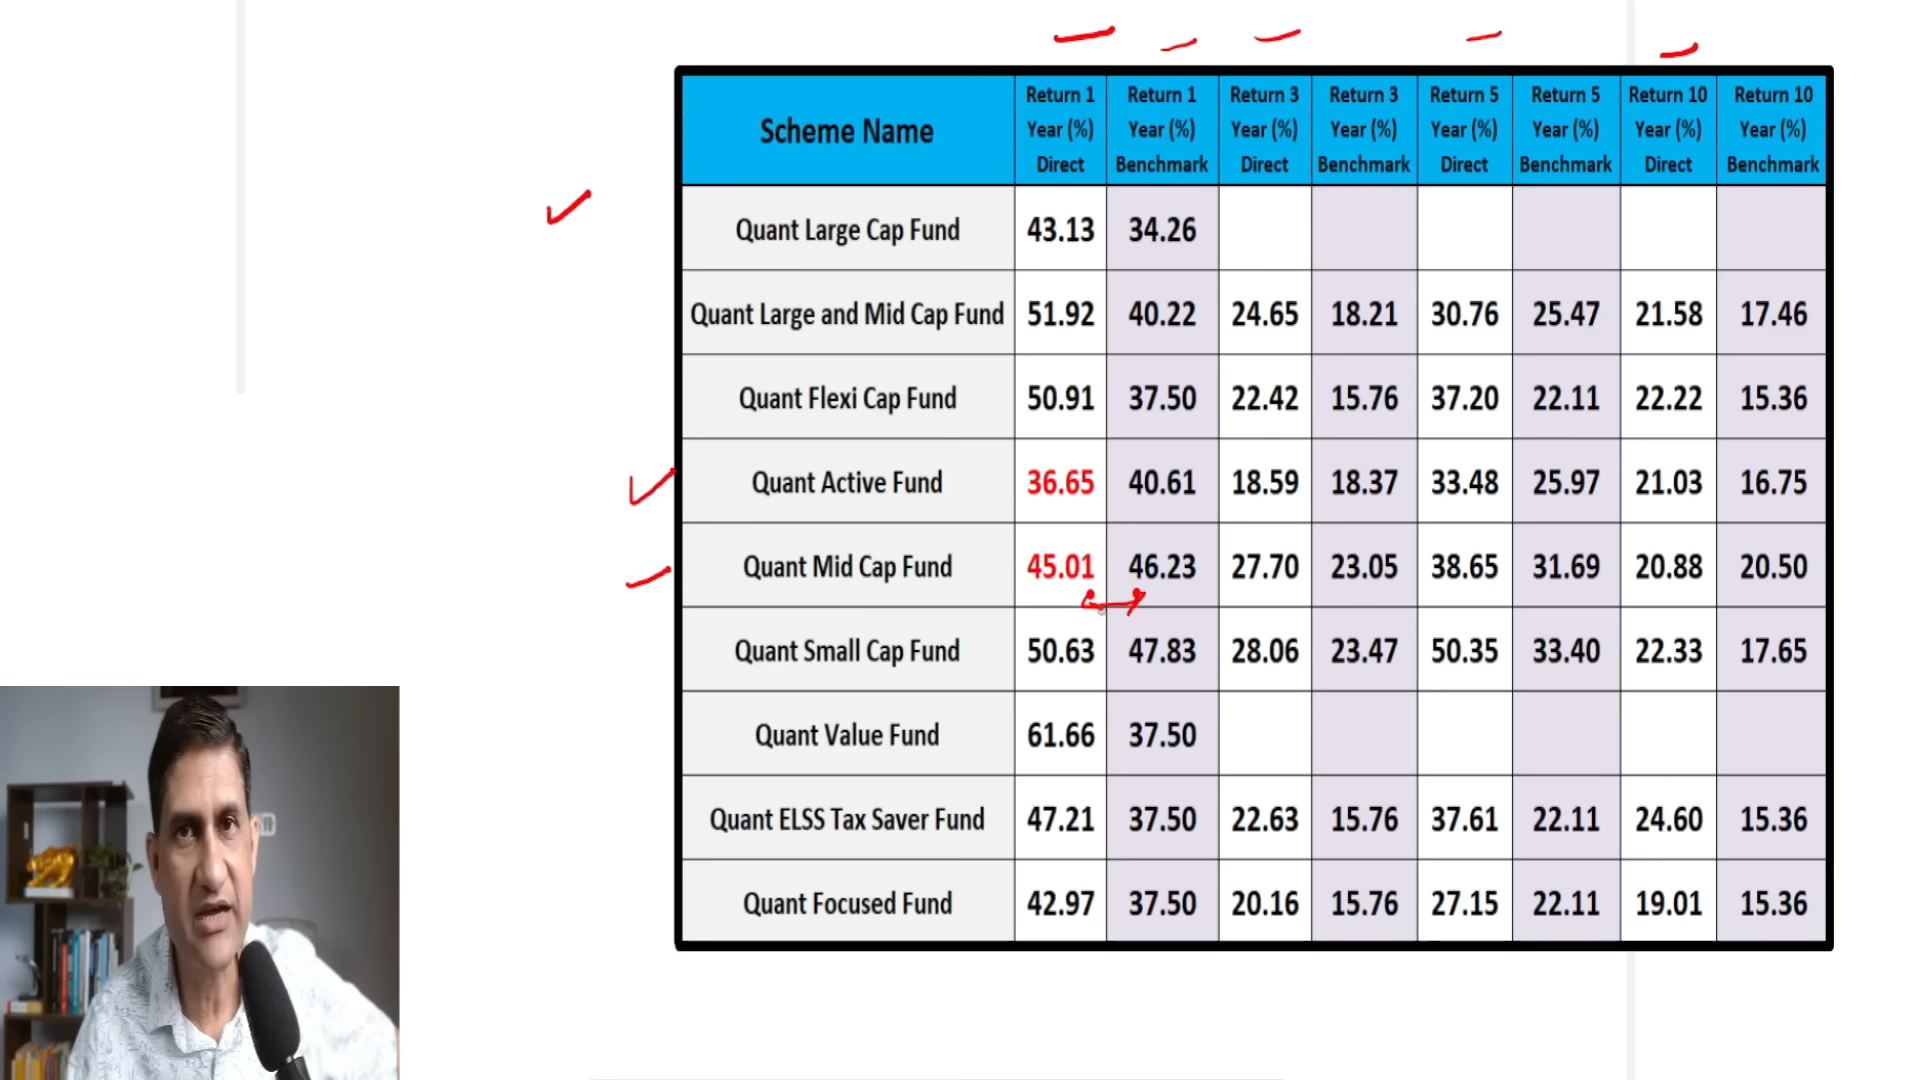 Scheme Name Return 1 Year (%) Direct Return 1 Year (%) Benchmark Return 3 Year (%) Direct Return 3 Year (%) Benchmark Return 5 Year (%) Direct Return 5 Year (%) Benchmark Return 10 Year (%) Direct Return 10 Year (%) Benchmark
Quant Large Cap Fund 43.13 34.26
Quant Large and Mid Cap Fund 51.92 40.22 24.65 18.21 30.76 25.47 21.58 17.46
Quant Flexi Cap Fund 50.91 37.50 22.42 15.76 37.20 22.11 22.22 15.36
Quant Active Fund 36.65 40.61 18.59 18.37 33.48 25.97 21.03 16.75
Quant Mid Cap Fund 45.01 46.23 27.70 23.05 38.65 31.69 20.88 20.50
Quant Small Cap Fund 50.63 47.83 28.06 23.47 50.35 33.40 22.33 17.65
Quant Value Fund 61.66 37.50
Quant ELSS Tax Saver Fund 47.21 37.50 22.63 15.76 37.61 22.11 24.60 15.36
Quant Focused Fund 42.97 37.50 20.16 15.76 27.15 22.11 19.01 15.36